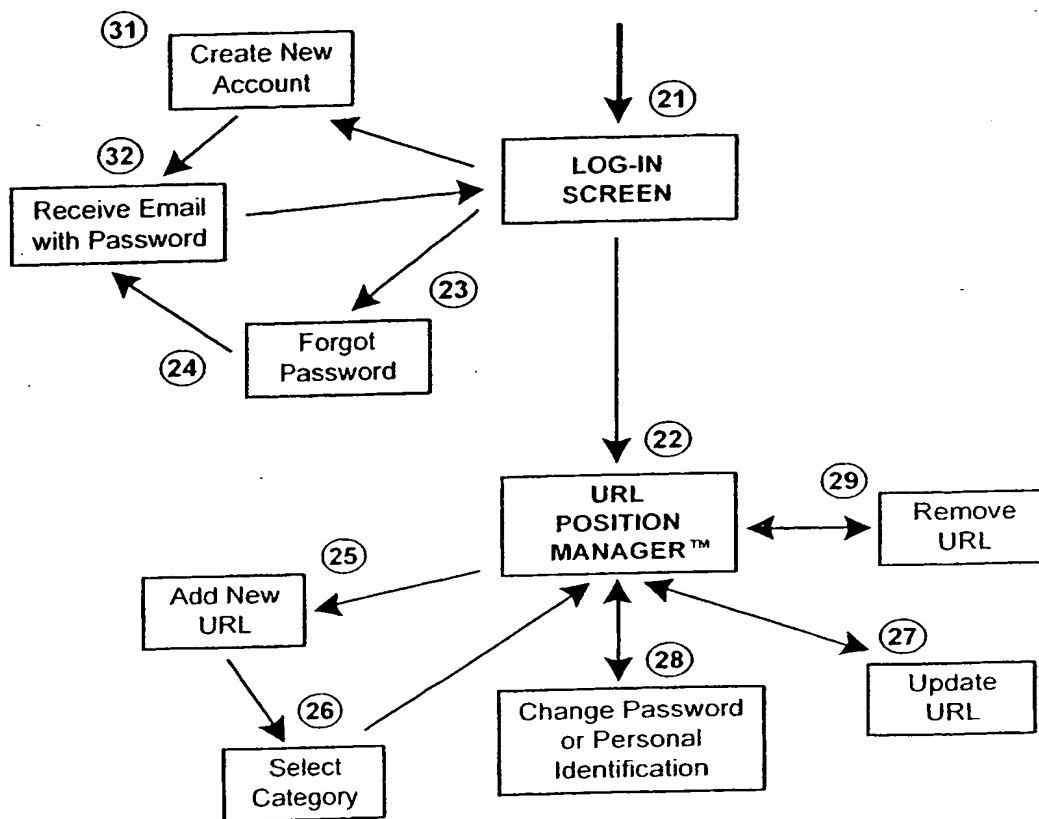 31
Create New
Account
21
LOG-IN
SCREEN
32
Receive Email
with Password
23
Forgot
Password
24
22
URL
POSITION
MANAGER™
29
Remove
URL
25
Add New
URL
27
Update
URL
28
Change Password
or Personal
Identification
26
Select
Category